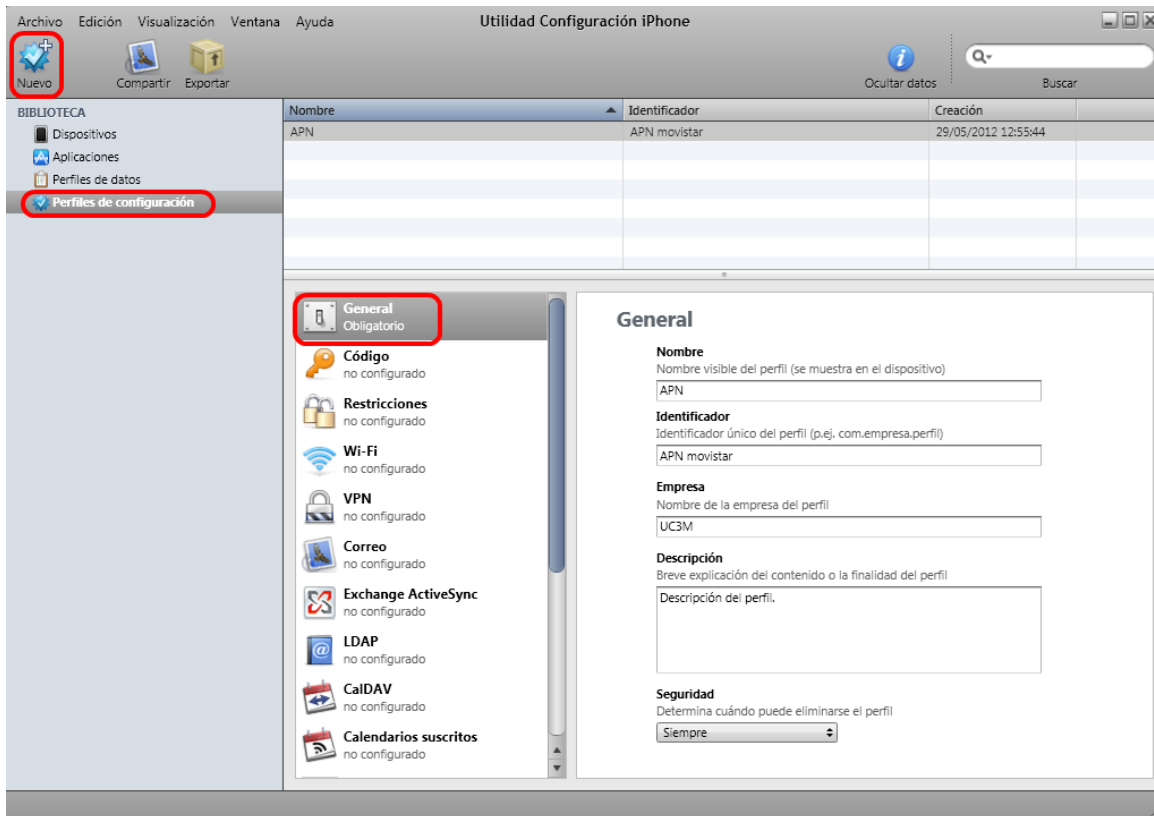 Archivo Edición Visualización Ventana Ayuda Utilidad Configuración iPhone
Nuevo Compartir Exportar Ocultar datos Buscar
BIBLIOTECA
Dispositivos
Aplicaciones
Perfiles de datos
Perfiles de configuración
Nombre Identificador Creación
APN APN movistar 29/05/2012 12:55:44
General
Obligatorio
Código
no configurado
Restricciones
no configurado
Wi-Fi
no configurado
VPN
no configurado
Correo
no configurado
Exchange ActiveSync
no configurado
LDAP
no configurado
CalDAV
no configurado
Calendarios suscritos
no configurado
General
Nombre
Nombre visible del perfil (se muestra en el dispositivo)
APN
Identificador
Identificador único del perfil (p.ej. com.empresa.perfil)
APN movistar
Empresa
Nombre de la empresa del perfil
UC3M
Descripción
Breve explicación del contenido o la finalidad del perfil
Descripción del perfil.
Seguridad
Determina cuándo puede eliminarse el perfil
Siempre